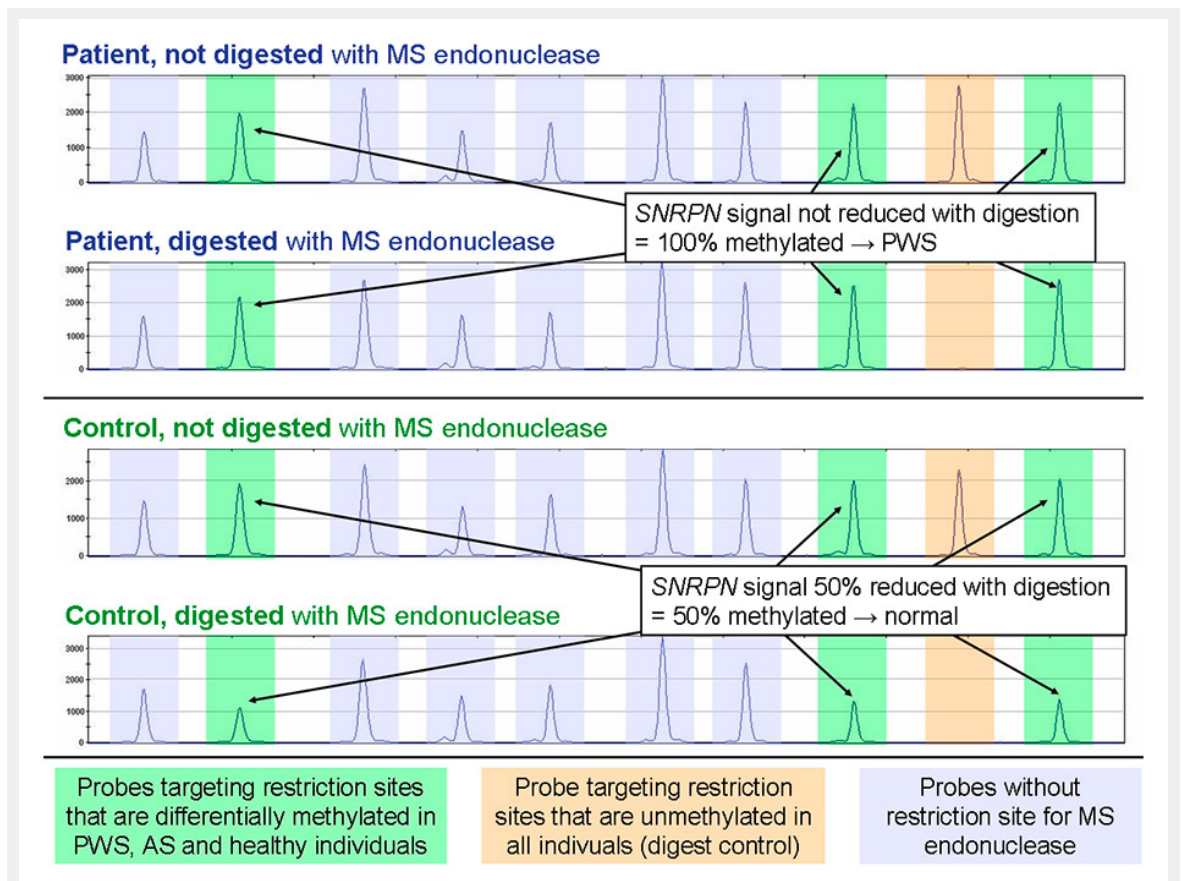 Patient, not digested with MS endonuclease
3000
2000
1000
0
SNRPN signal not reduced with digestion
= 100% methylated → PWS
Patient, digested with MS endonuclease
3000
2000
1000
0
Control, not digested with MS endonuclease
2000
1000
0
SNRPN signal 50% reduced with digestion
= 50% methylated → normal
Control, digested with MS endonuclease
3000
2000
1000
0
Probes targeting restriction sites
that are differentially methylated in
PWS, AS and healthy individuals
Probe targeting restriction
sites that are unmethylated in
all indivuals (digest control)
Probes without
restriction site for MS
endonuclease